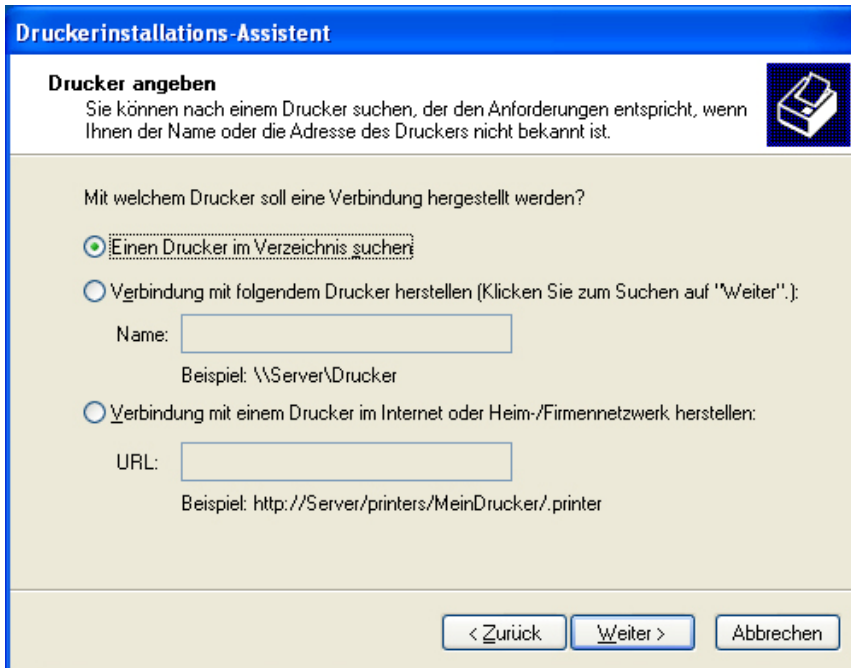 Druckerinstallations-Assistent
Drucker angeben
Sie können nach einem Drucker suchen, der den Anforderungen entspricht, wenn
Ihnen der Name oder die Adresse des Druckers nicht bekannt ist.
Mit welchem Drucker soll eine Verbindung hergestellt werden?
Einen Drucker im Verzeichnis suchen
Verbindung mit folgendem Drucker herstellen (Klicken Sie zum Suchen auf "Weiter".):
Name:
Beispiel: \\Server\Drucker
Verbindung mit einem Drucker im Internet oder Heim-/Firmennetzwerk herstellen:
URL:
Beispiel: http://Server/printers/MeinDrucker/.printer
< Zurück Weiter > Abbrechen